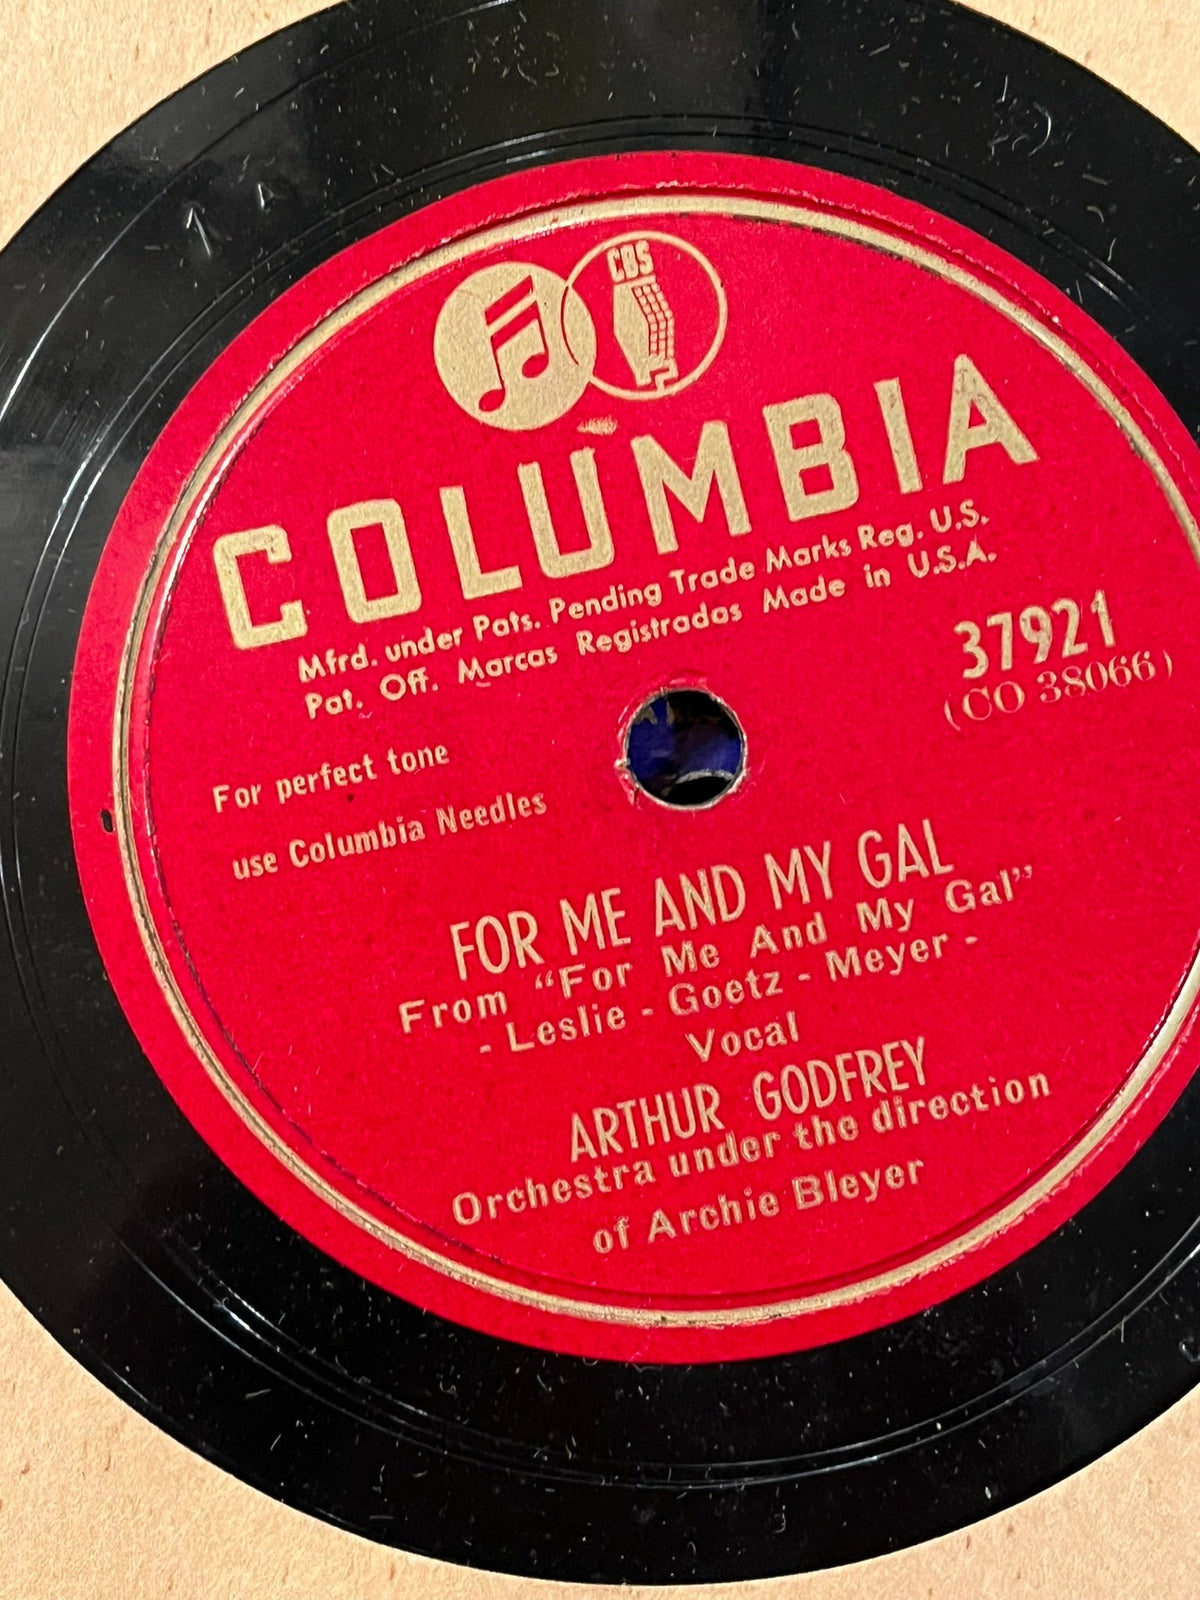 CBS
COLUMBIA
Mfrd. under Pats. Pending Trade Marks Reg. U.S.
Pat. Off. Marcas Registradas Made in U.S.A.
37921
(CO 38066)
For perfect tone
use Columbia Needles
FOR ME AND MY GAL
From "For Me And My Gal"
- Leslie - Goetz - Meyer -
Vocal
ARTHUR GODFREY
Orchestra under the direction
of Archie Bleyer
1